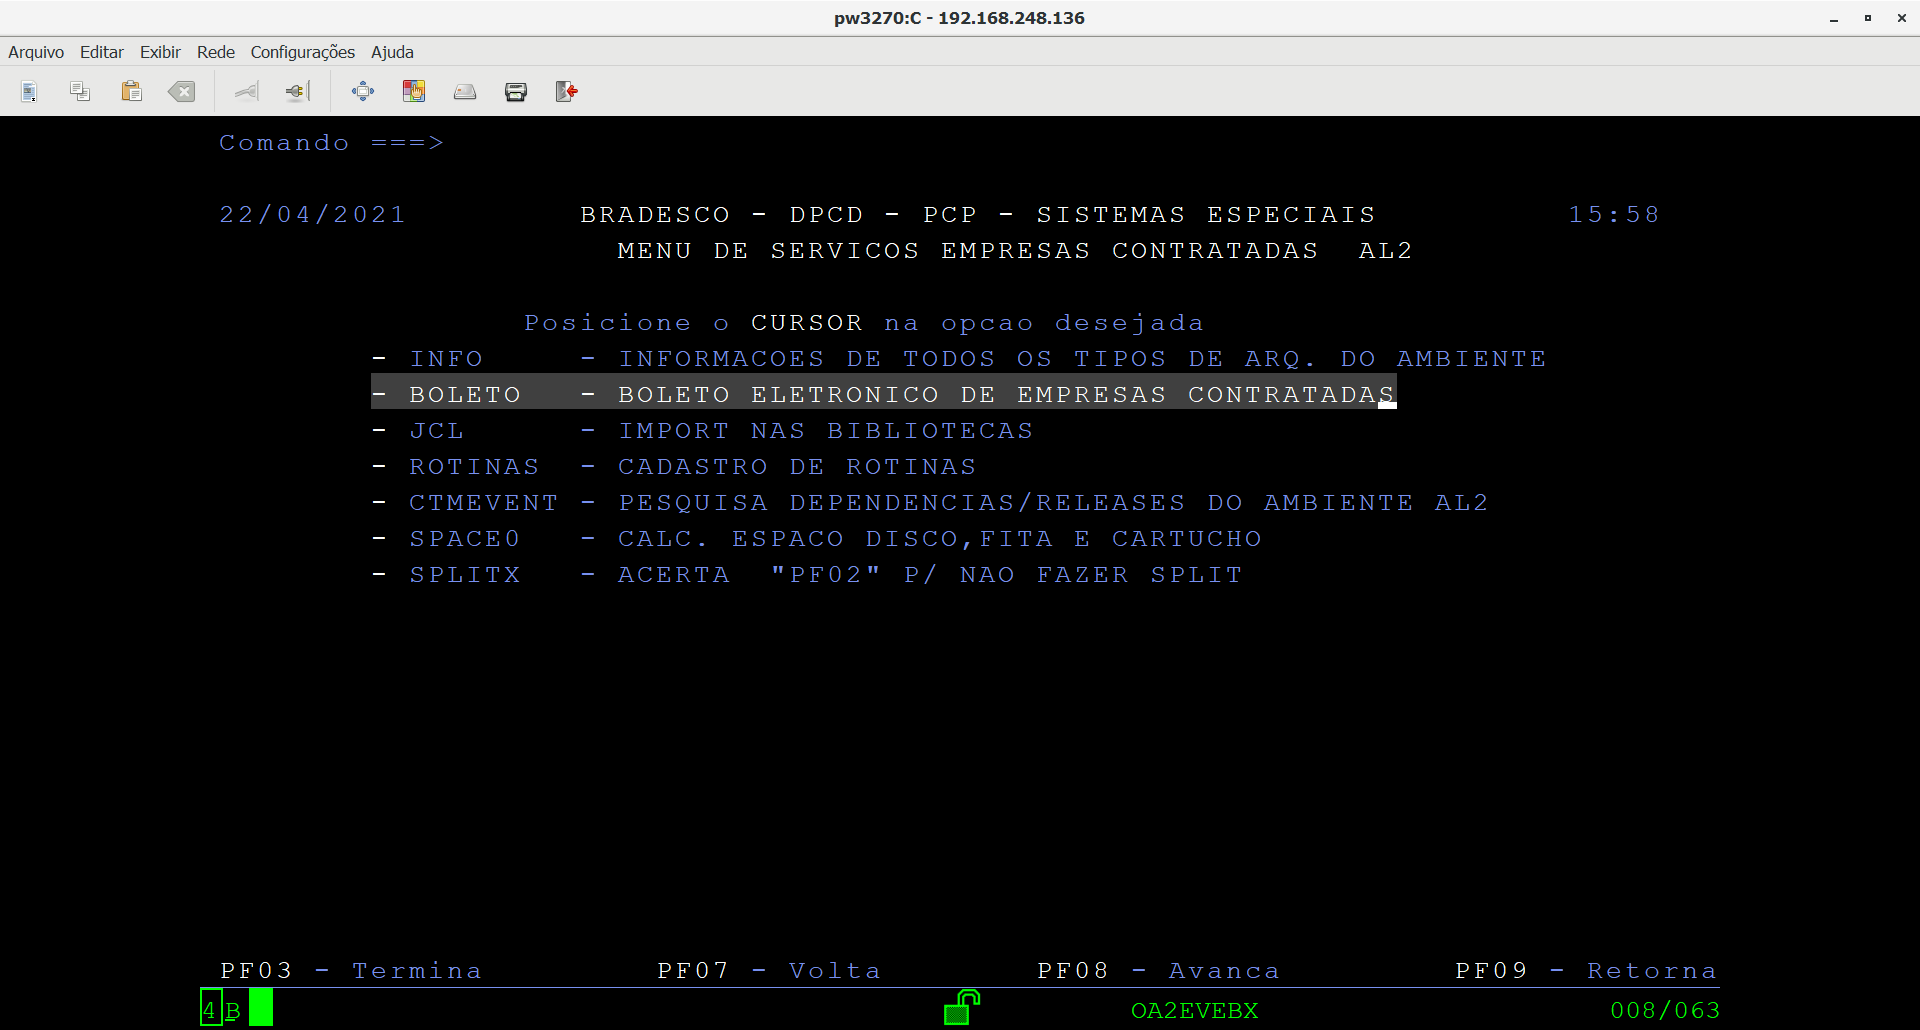 pw3270:C - 192.168.248.136
Arquivo Editar Exibir Rede Configurações Ajuda
Comando ===>
22/04/2021 BRADESCO - DPCD - PCP - SISTEMAS ESPECIAIS 15:58
MENU DE SERVICOS EMPRESAS CONTRATADAS AL2
Posicione o CURSOR na opcao desejada
- INFO - INFORMACOES DE TODOS OS TIPOS DE ARQ. DO AMBIENTE
- BOLETO - BOLETO ELETRONICO DE EMPRESAS CONTRATADAS
- JCL - IMPORT NAS BIBLIOTECAS
- ROTINAS - CADASTRO DE ROTINAS
- CTMEVENT - PESQUISA DEPENDENCIAS/RELEASES DO AMBIENTE AL2
- SPACE0 - CALC. ESPACO DISCO,FITA E CARTUCHO
- SPLITX - ACERTA "PF02" P/ NAO FAZER SPLIT
PF03 - Termina PF07 - Volta PF08 - Avanca PF09 - Retorna
4 B OA2EVEBX 008/063